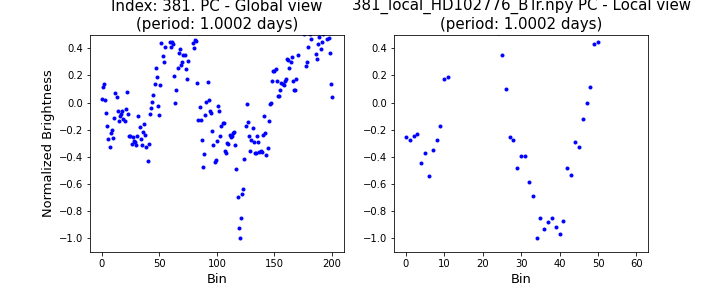 Index: 381. PC - Global view
(period: 1.0002 days)
381_local_HD102776_BTr.npy PC - Local view
(period: 1.0002 days)
Normalized Brightness
0.4
0.2
0.0
−0.2
−0.4
−0.6
−0.8
−1.0
0 50 100 150 200
Bin
0.4
0.2
0.0
−0.2
−0.4
−0.6
−0.8
−1.0
0 10 20 30 40 50 60
Bin